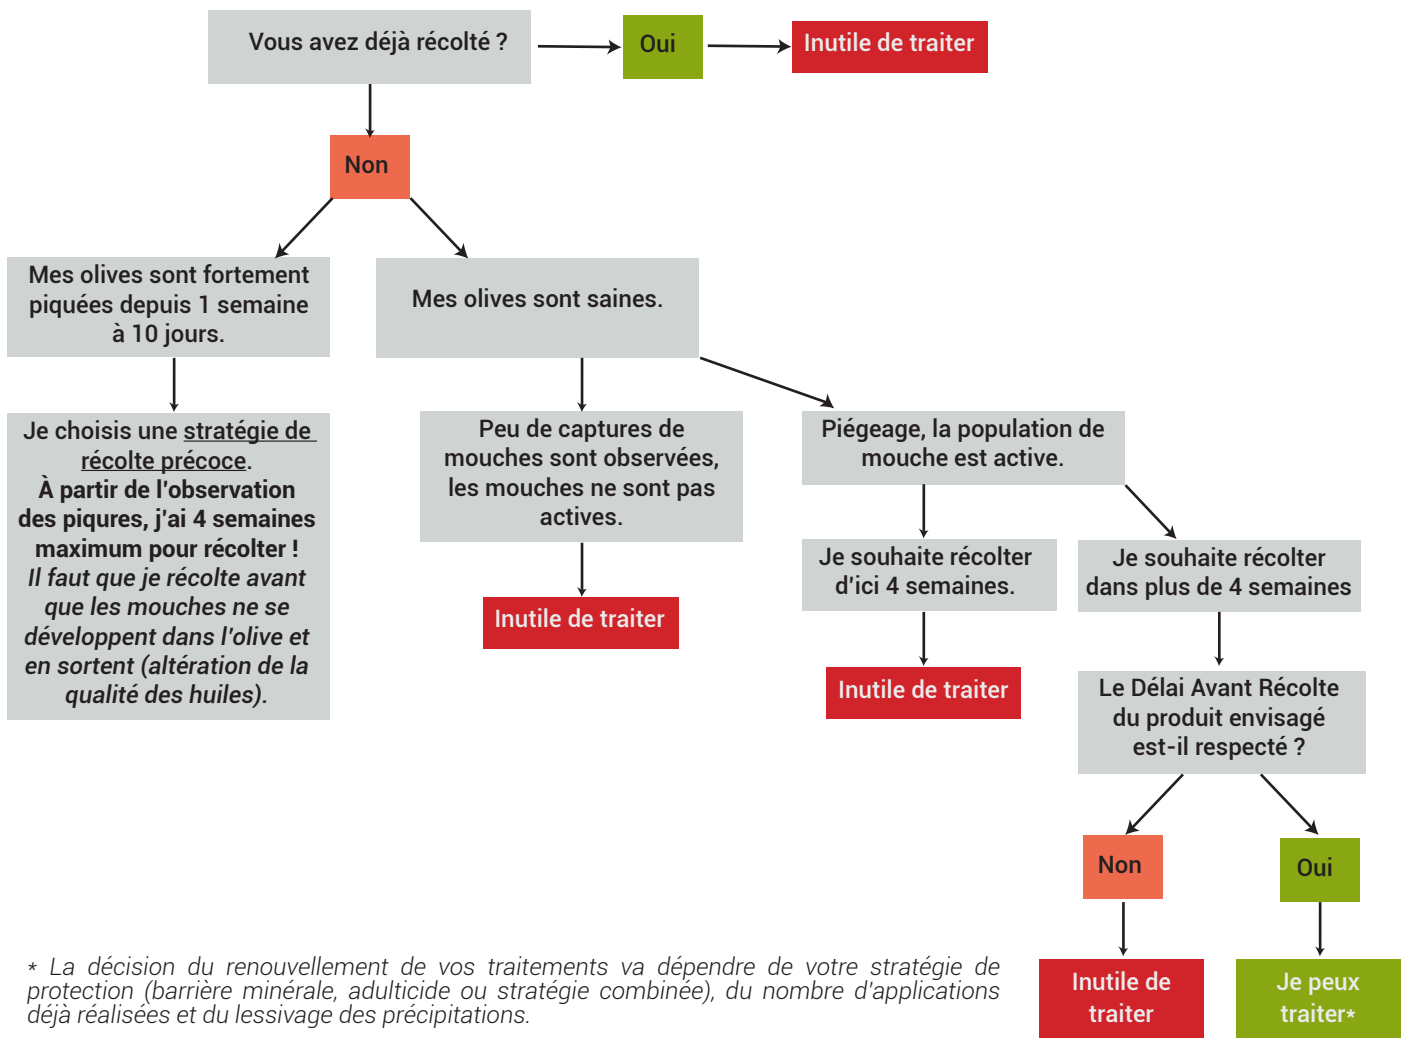 Vous avez déjà récolté ?
Oui
Inutile de traiter
Non
Mes olives sont fortement
piquées depuis 1 semaine
à 10 jours.
Mes olives sont saines.
Je choisis une stratégie de
récolte précoce.
À partir de l'observation
des piqures, j'ai 4 semaines
maximum pour récolter !
Il faut que je récolte avant
que les mouches ne se
développent dans l'olive et
en sortent (altération de la
qualité des huiles).
Peu de captures de
mouches sont observées,
les mouches ne sont pas
actives.
Inutile de traiter
Piégeage, la population de
mouche est active.
Je souhaite récolter
d'ici 4 semaines.
Inutile de traiter
Je souhaite récolter
dans plus de 4 semaines
Le Délai Avant Récolte
du produit envisagé
est-il respecté ?
Non
Oui
Inutile de
traiter
Je peux
traiter*
* La décision du renouvellement de vos traitements va dépendre de votre stratégie de
protection (barrière minérale, adulticide ou stratégie combinée), du nombre d'applications
déjà réalisées et du lessivage des précipitations.